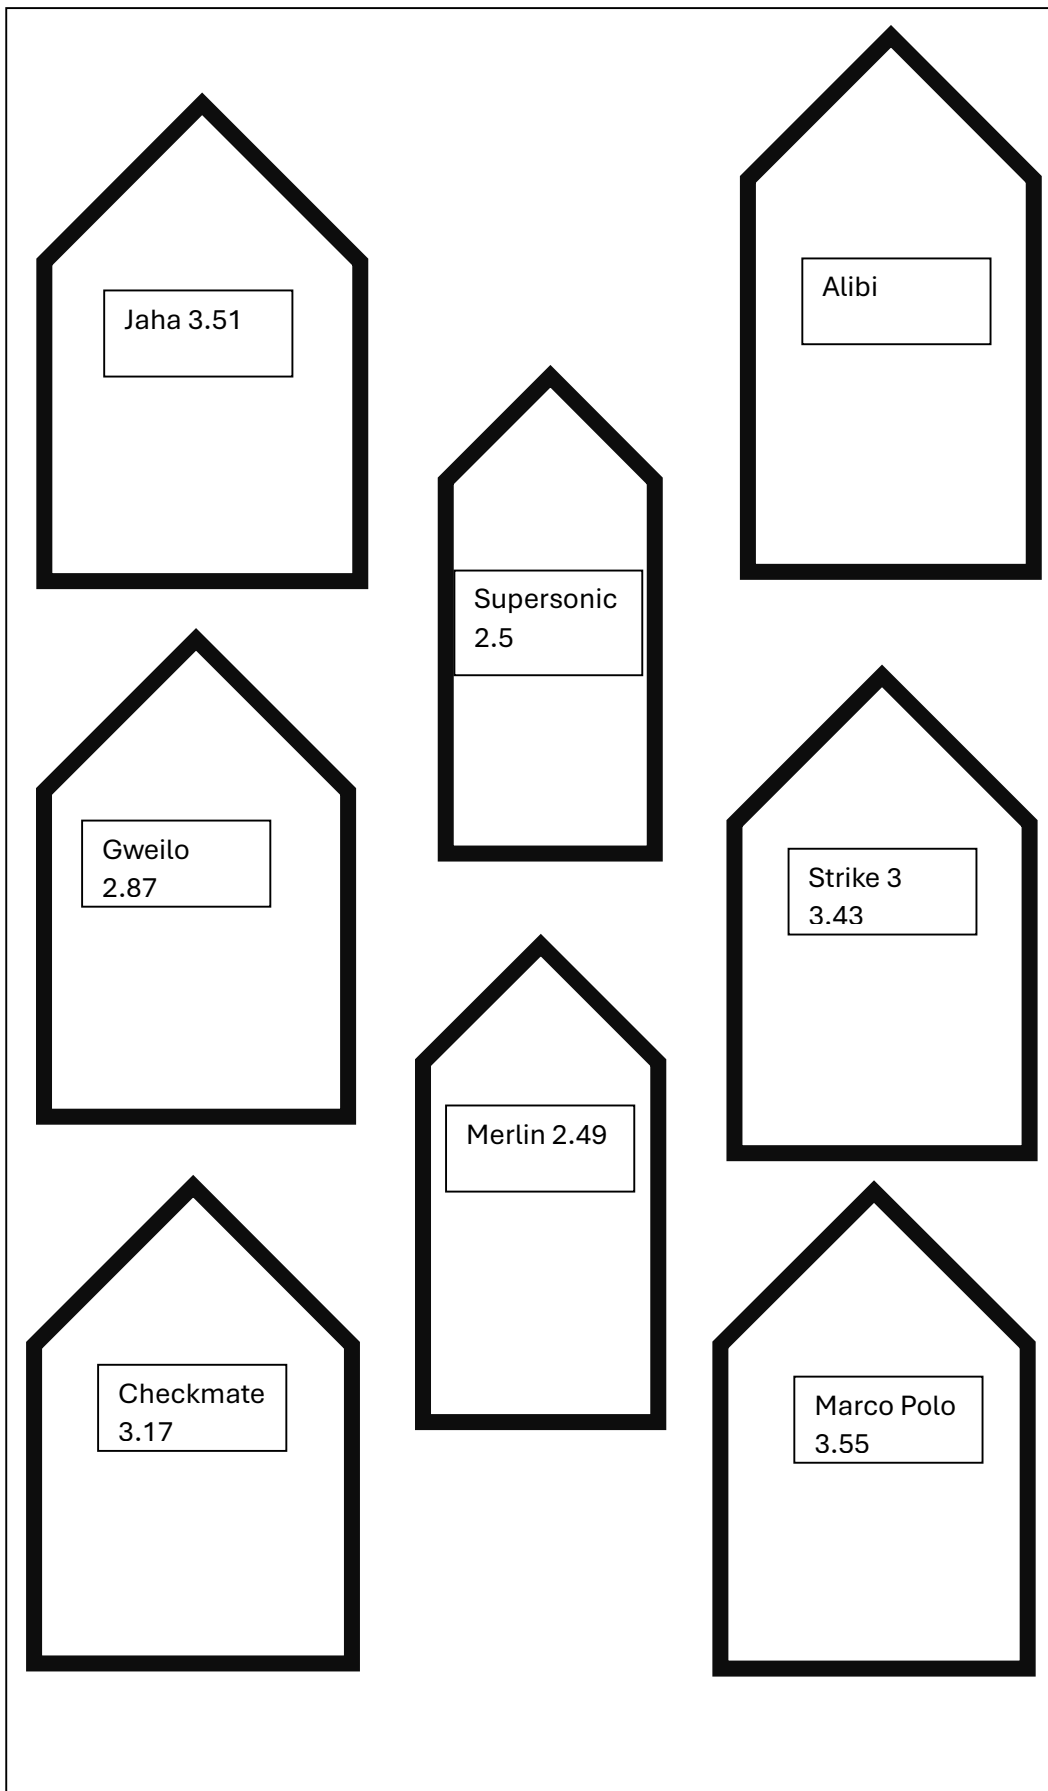 Jaha 3.51
Alibi
Supersonic
2.5
Gweilo
2.87
Strike 3
3.43
Merlin 2.49
Checkmate
3.17
Marco Polo
3.55